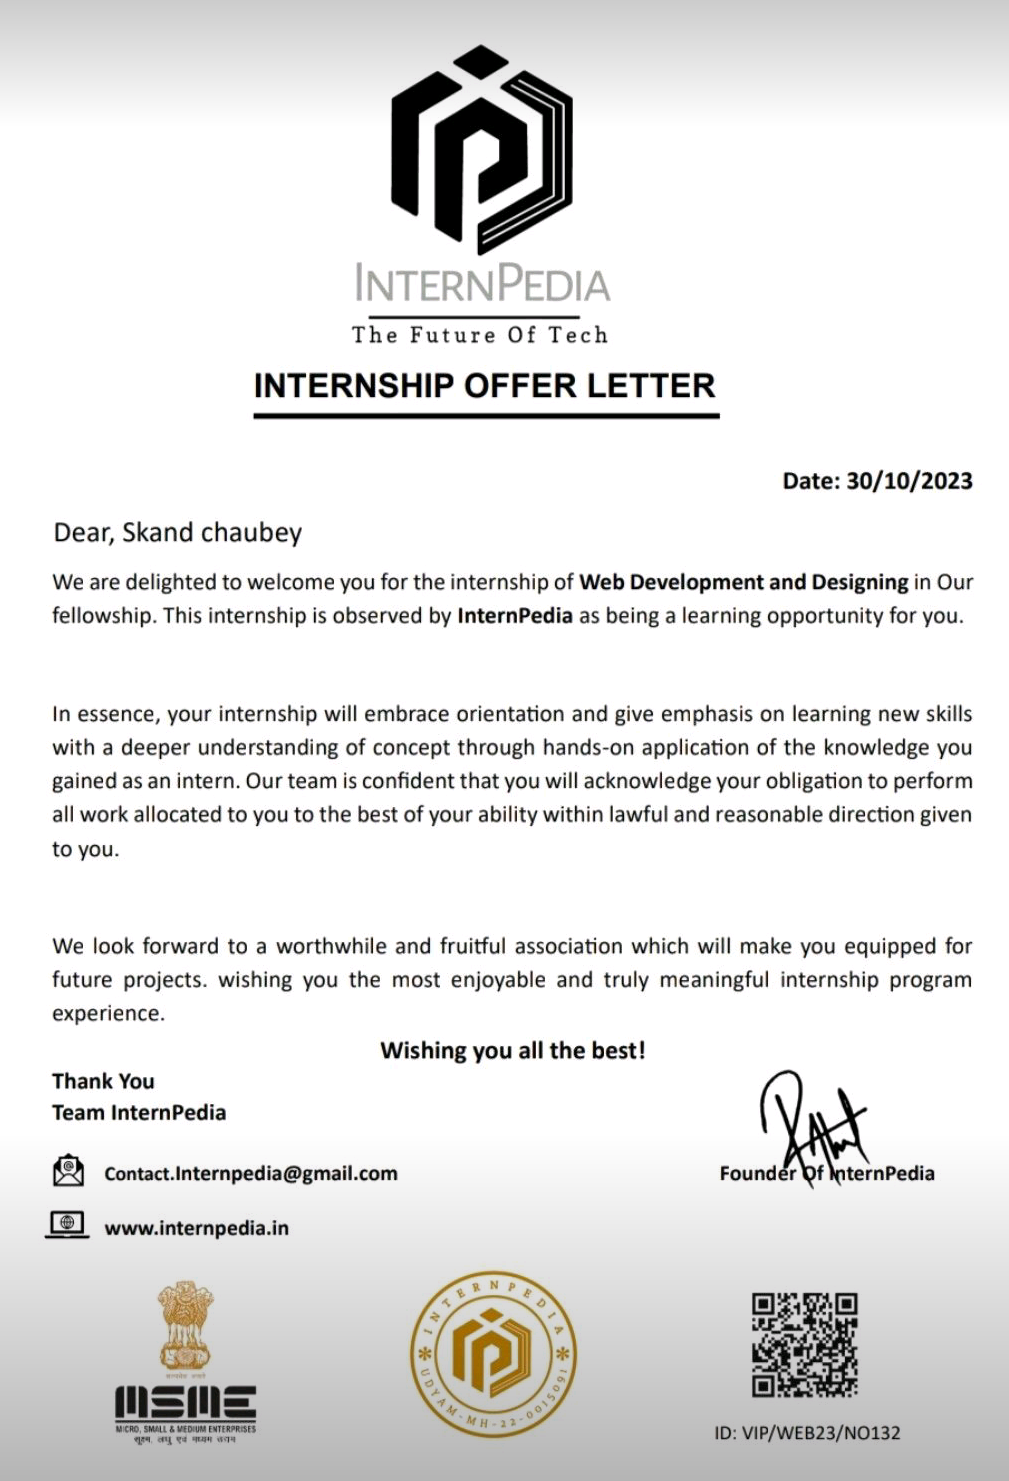 INTERNPEDIA
The Future Of Tech
INTERNSHIP OFFER LETTER
Date: 30/10/2023
Dear, Skand chaubey
We are delighted to welcome you for the internship of Web Development and Designing in Our
fellowship. This internship is observed by InternPedia as being a learning opportunity for you.
In essence, your internship will embrace orientation and give emphasis on learning new skills
with a deeper understanding of concept through hands-on application of the knowledge you
gained as an intern. Our team is confident that you will acknowledge your obligation to perform
all work allocated to you to the best of your ability within lawful and reasonable direction given
to you.
We look forward to a worthwhile and fruitful association which will make you equipped for
future projects. wishing you the most enjoyable and truly meaningful internship program
experience.
Wishing you all the best!
Thank You
Team InternPedia
Contact.Internpedia@gmail.com
Founder Of InternPedia
www.internpedia.in
सत्यमेव जयते
MSME
MICRO, SMALL & MEDIUM ENTERPRISES
सूक्ष्म, लघु एवं मध्यम उद्यम
INTERNPEDIA
UDYAM-MH-22-0015091
ID: VIP/WEB23/NO132